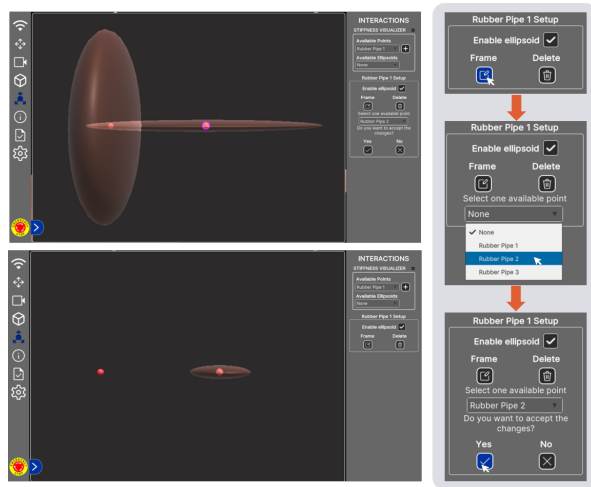 INTERACTIONS
STIFFNESS VISUALIZER
Available Points
Rubber Pipe 1
Available Ellipsoids
None
Rubber Pipe 1 Setup
Enable ellipsoid
Frame Delete
Select one available point
Rubber Pipe 2
Do you want to accept the
changes?
Yes No
INTERACTIONS
STIFFNESS VISUALIZER
Available Points
Rubber Pipe 1
Available Ellipsoids
None
Rubber Pipe 1 Setup
Enable ellipsoid
Frame Delete
Rubber Pipe 1 Setup
Enable ellipsoid
Frame Delete
Rubber Pipe 1 Setup
Enable ellipsoid
Frame Delete
Select one available point
None
None
Rubber Pipe 1
Rubber Pipe 2
Rubber Pipe 3
Rubber Pipe 1 Setup
Enable ellipsoid
Frame Delete
Select one available point
Rubber Pipe 2
Do you want to accept the
changes?
Yes No